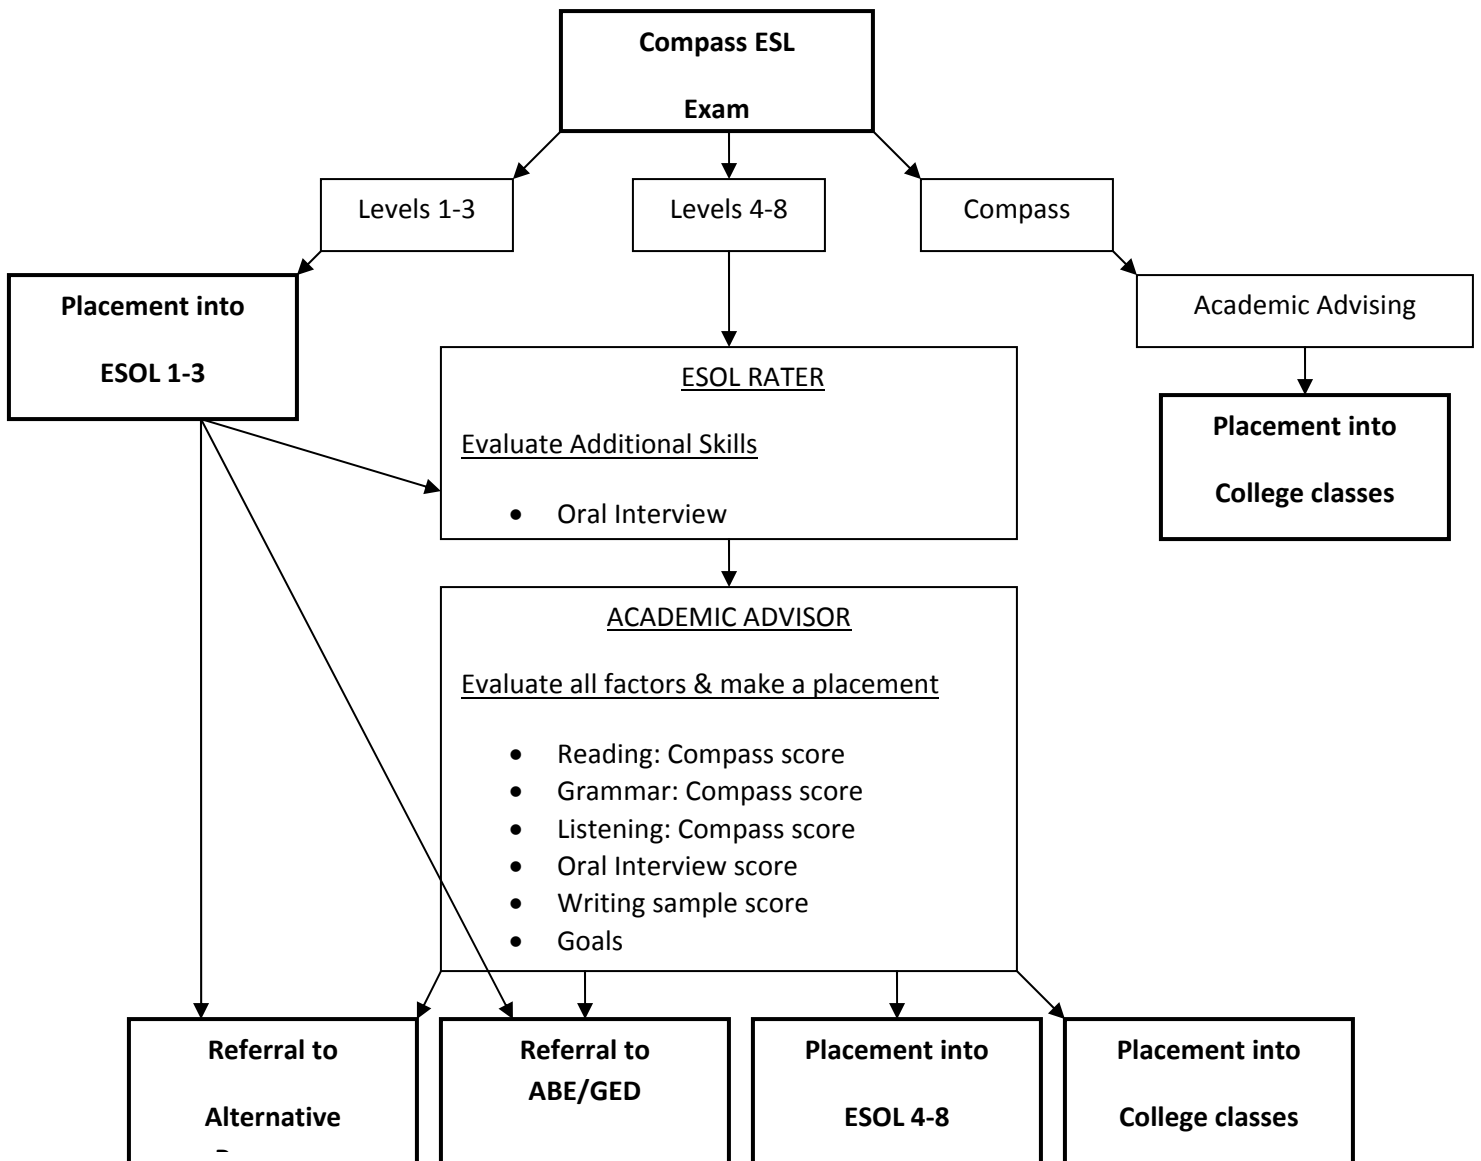 Compass ESL
Exam
Levels 1-3
Levels 4-8
Compass
Placement into
ESOL 1-3
Academic Advising
ESOL RATER
Evaluate Additional Skills
• Oral Interview
Placement into
College classes
ACADEMIC ADVISOR
Evaluate all factors & make a placement
• Reading: Compass score
• Grammar: Compass score
• Listening: Compass score
• Oral Interview score
• Writing sample score
• Goals
Referral to
Alternative
Referral to
ABE/GED
Placement into
ESOL 4-8
Placement into
College classes